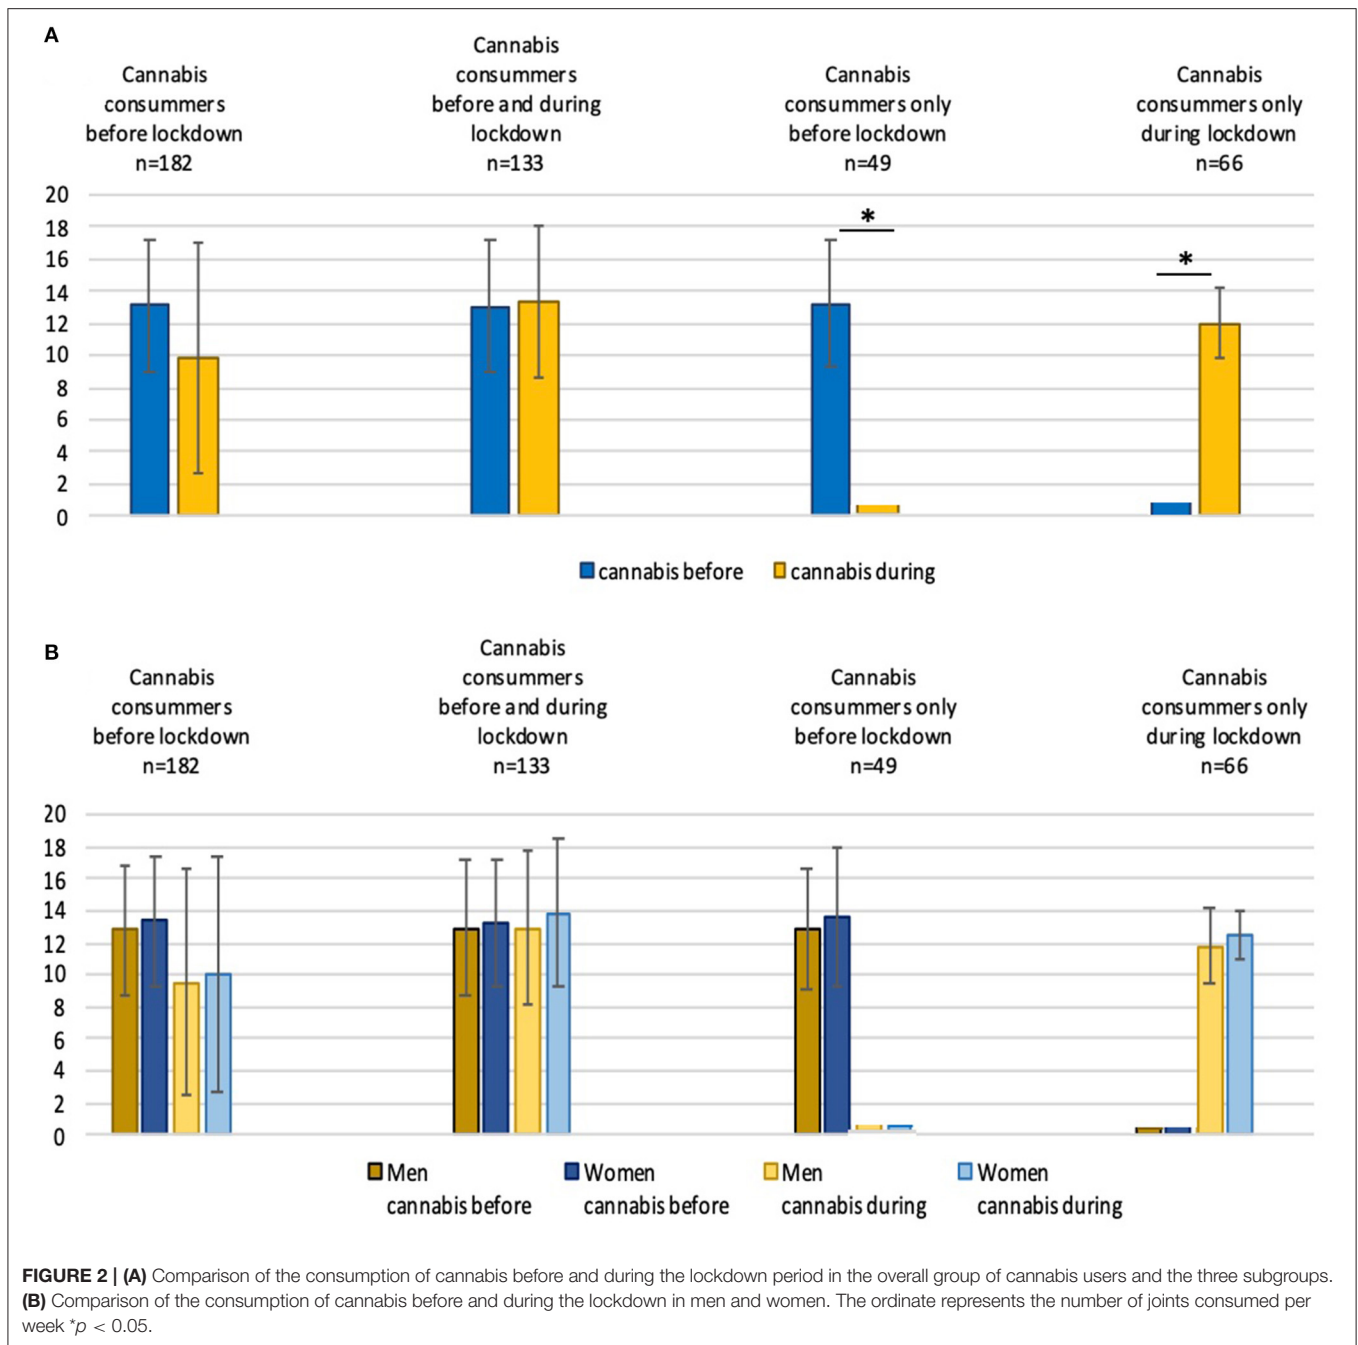 A
Cannabis
consummers
before lockdown
n=182
Cannabis
consummers
before and during
lockdown
n=133
Cannabis
consummers only
before lockdown
n=49
Cannabis
consummers only
during lockdown
n=66
20
18
16
14
12
10
8
6
4
2
0
*
*
cannabis before
cannabis during
B
Cannabis
consummers
before lockdown
n=182
Cannabis
consummers
before and during
lockdown
n=133
Cannabis
consummers only
before lockdown
n=49
Cannabis
consummers only
during lockdown
n=66
20
18
16
14
12
10
8
6
4
2
0
Men
cannabis before
Women
cannabis before
Men
cannabis during
Women
cannabis during
FIGURE 2 | (A) Comparison of the consumption of cannabis before and during the lockdown period in the overall group of cannabis users and the three subgroups.
(B) Comparison of the consumption of cannabis before and during the lockdown in men and women. The ordinate represents the number of joints consumed per
week *p < 0.05.